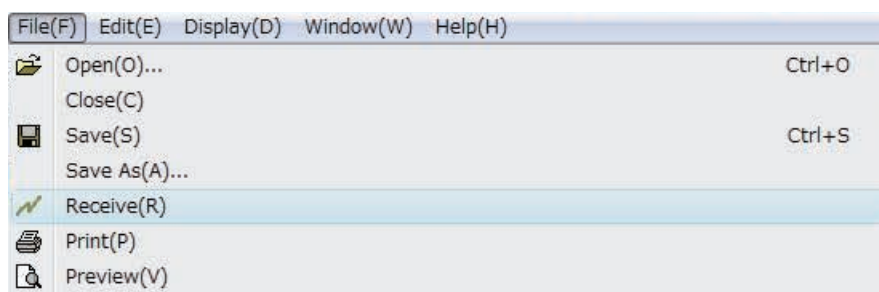 File(F) Edit(E) Display(D) Window(W) Help(H)
Open(O)... Ctrl+O
Close(C)
Save(S) Ctrl+S
Save As(A)...
Receive(R)
Print(P)
Preview(V)